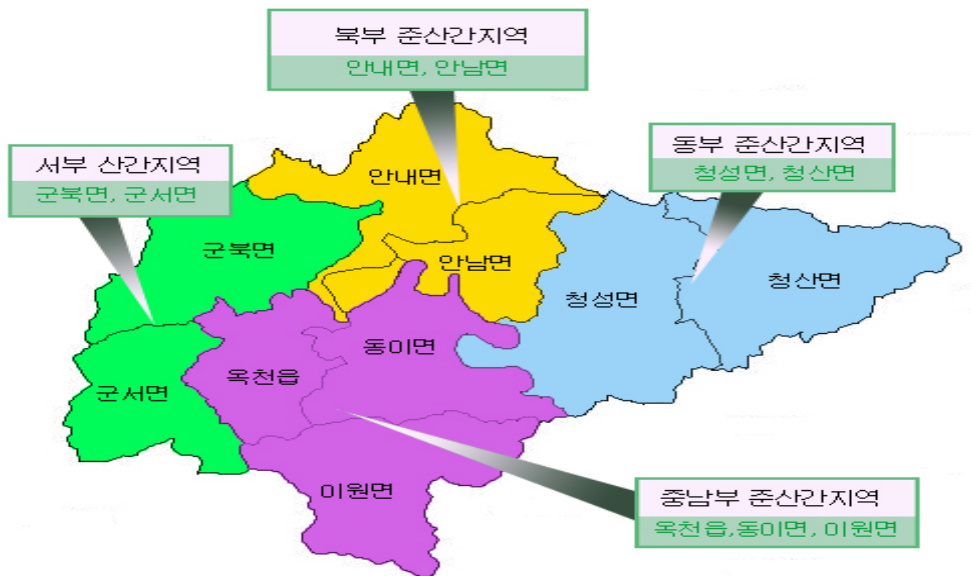 북부 준산간지역
안내면, 안남면
동부 준산간지역
청성면, 청산면
서부 산간지역
군북면, 군서면
안내면
군북면
안남면
청성면
청산면
동이면
옥천읍
군서면
이원면
중남부 준산간지역
옥천읍,동이면, 이원면